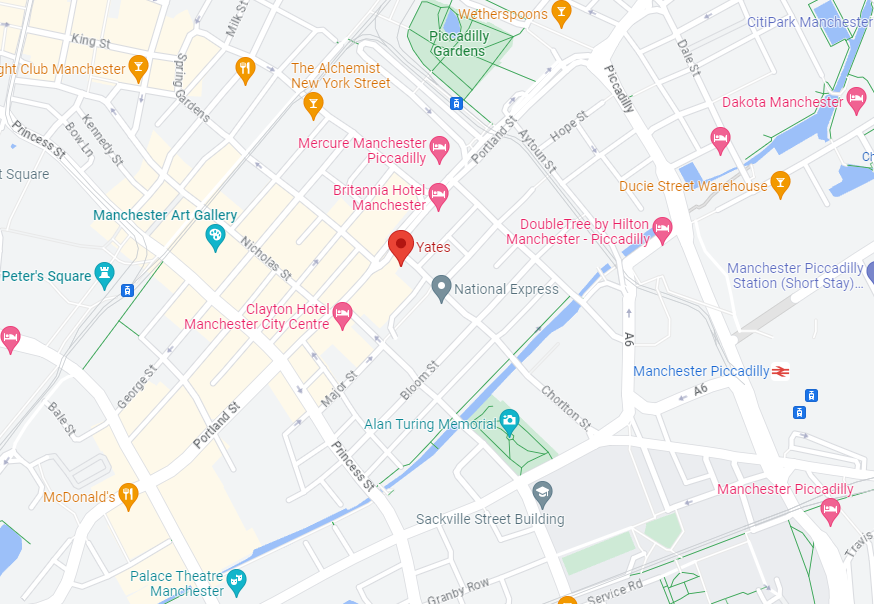 Wetherspoons
CitiPark Manchester
Milk St
Piccadilly
Gardens
King St
Dale St
ght Club Manchester
Spring Gardens
The Alchemist
New York Street
Piccadilly
Dakota Manchester
Princess St
Bow Ln
Kennedy St
Hope St
Portland St
Aytoun St
Mercure Manchester
Piccadilly
t Square
Ch
Britannia Hotel
Manchester
Ducie Street Warehouse
Manchester Art Gallery
DoubleTree by Hilton
Manchester - Piccadilly
Nicholas St
Yates
Peter's Square
Manchester Piccadilly
Station (Short Stay)...
National Express
Clayton Hotel
Manchester City Centre
A6
Manchester Piccadilly
George St
Major St
Bloom St
A6
Chorlton St
Bale St
Portland St
Alan Turing Memorial
Princess St
McDonald's
Manchester Piccadilly
Sackville Street Building
Travis
Palace Theatre
Manchester
Granby Row
Service Rd